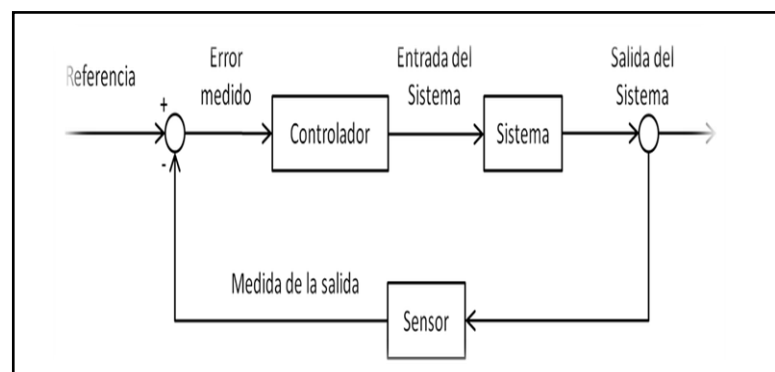 Referencia
Error
medido
Entrada del
Sistema
Salida del
Sistema
+
-
Controlador
Sistema
Medida de la salida
Sensor